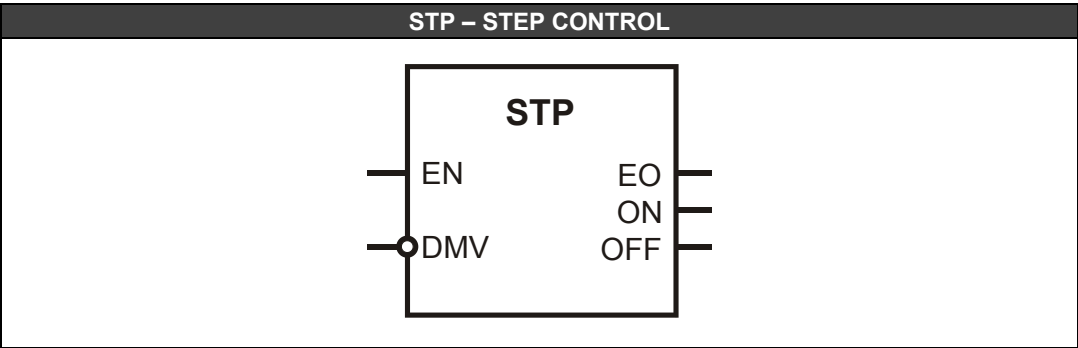 STP – STEP CONTROL
STP
EN EO
ON
DMV OFF